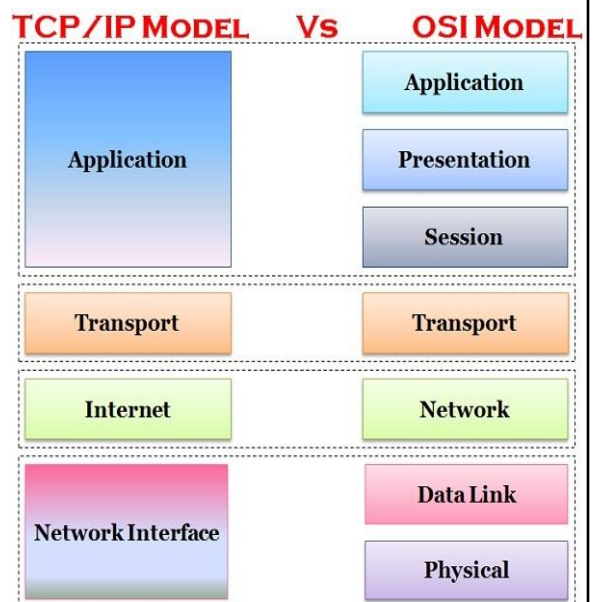 TCP/IP MODEL Vs OSI MODEL
Application
Application
Presentation
Session
Transport
Transport
Internet
Network
Network Interface
Data Link
Physical